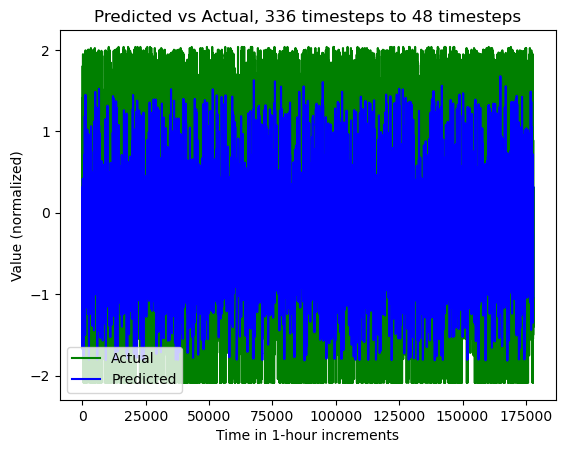 Predicted vs Actual, 336 timesteps to 48 timesteps
Value (normalized)
2
1
0
−1
−2
Actual
Predicted
0 25000 50000 75000 100000 125000 150000 175000
Time in 1-hour increments